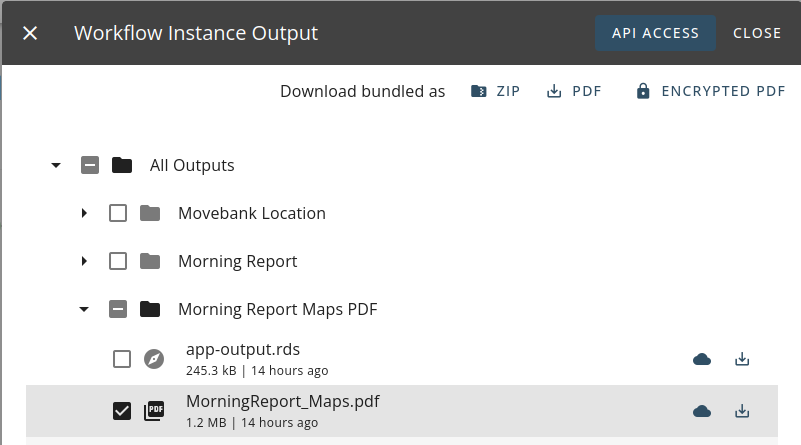 Workflow Instance Output
API ACCESS
CLOSE
Download bundled as
ZIP
PDF
ENCRYPTED PDF
All Outputs
Movebank Location
Morning Report
Morning Report Maps PDF
app-output.rds
245.3 kB | 14 hours ago
PDF
MorningReport_Maps.pdf
1.2 MB | 14 hours ago